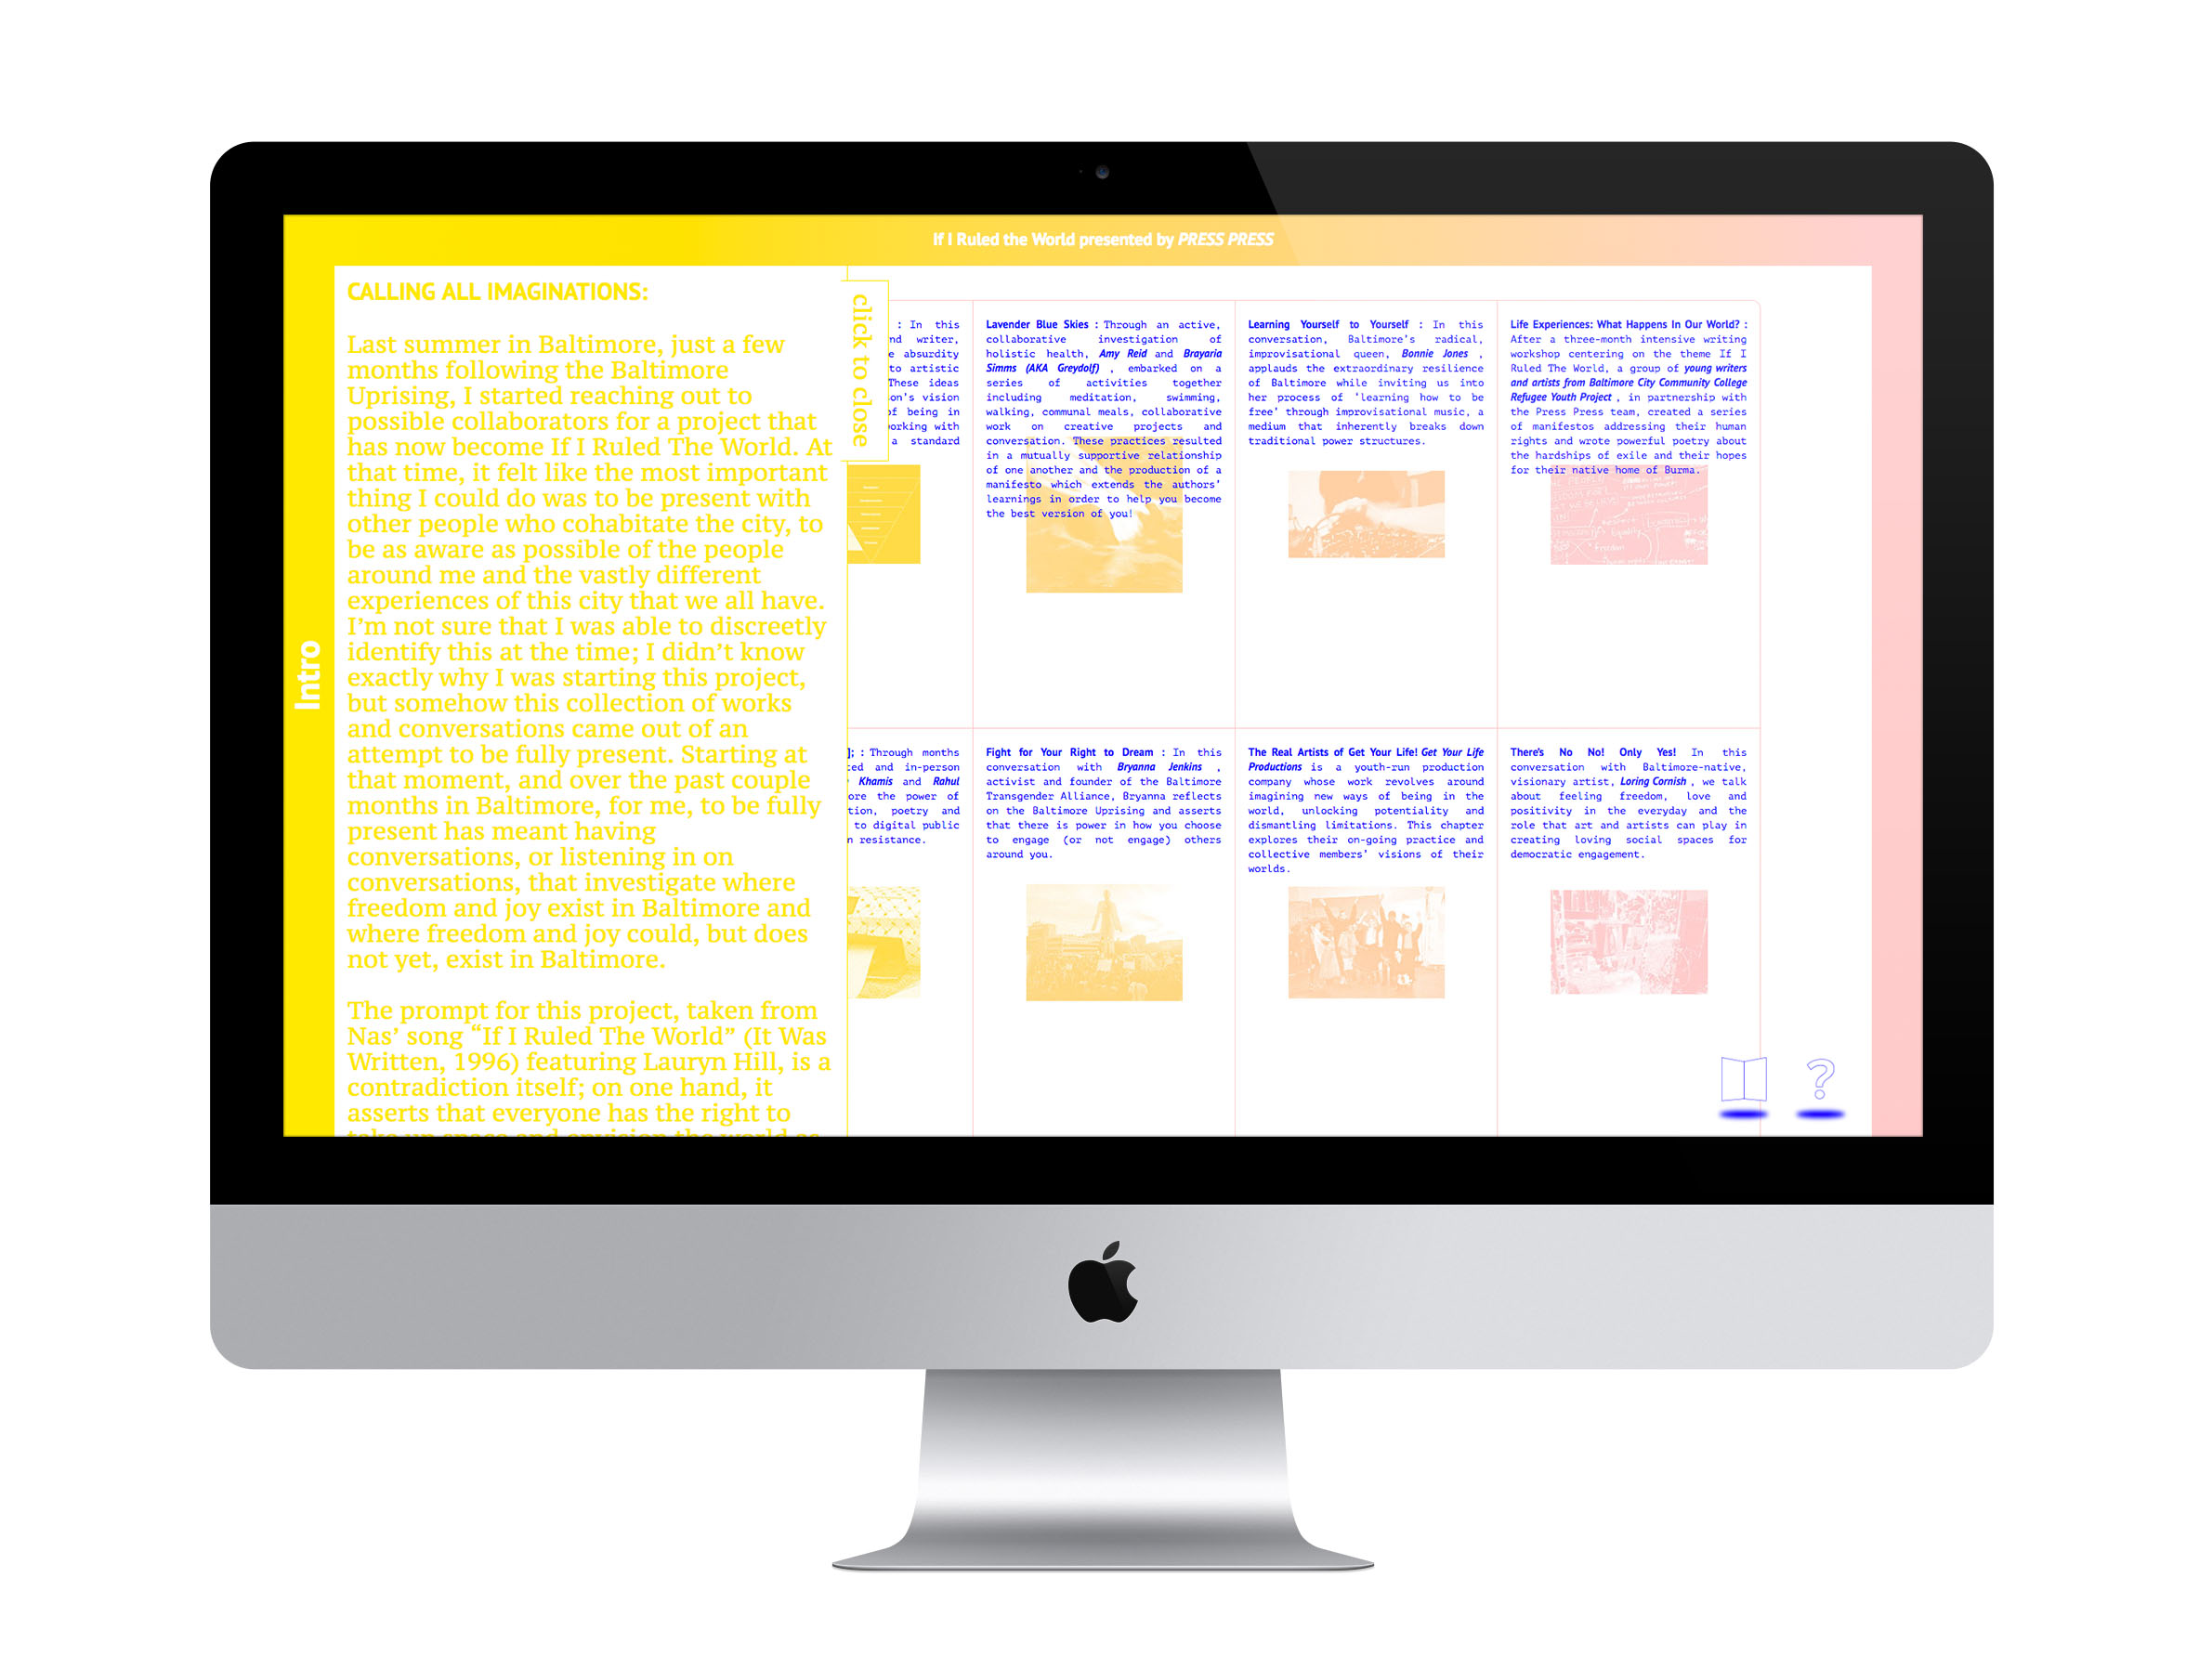 If I Ruled the World presented by PRESS PRESS
Intro
CALLING ALL IMAGINATIONS:
Last summer in Baltimore, just a few
months following the Baltimore
Uprising, I started reaching out to
possible collaborators for a project that
has now become If I Ruled The World. At
that time, it felt like the most important
thing I could do was to be present with
other people who cohabitate the city, to
be as aware as possible of the people
around me and the vastly different
experiences of this city that we all have.
I'm not sure that I was able to discreetly
identify this at the time; I didn't know
exactly why I was starting this project,
but somehow this collection of works
and conversations came out of an
attempt to be fully present. Starting at
that moment, and over the past couple
months in Baltimore, for me, to be fully
present has meant having
conversations, or listening in on
conversations, that investigate where
freedom and joy exist in Baltimore and
where freedom and joy could, but does
not yet, exist in Baltimore.
The prompt for this project, taken from
Nas' song “If I Ruled The World” (It Was
Written, 1996) featuring Lauryn Hill, is a
contradiction itself; on one hand, it
asserts that everyone has the right to
click to close
: In this
writer,
absurdity
to artistic
These ideas
vision
being in
with
a standard
Lavender Blue Skies : Through an active,
collaborative investigation of
holistic health, Amy Reid and Brayaria
Simms (AKA Greydolf) , embarked on a
series of activities together
including meditation, swimming,
walking, communal meals, collaborative
work on creative projects and
conversation. These practices resulted
in a mutually supportive relationship
of one another and the production of a
manifesto which extends the authors'
learnings in order to help you become
the best version of you!
Learning Yourself to Yourself : In this
conversation, Baltimore's radical,
improvisational queen, Bonnie Jones ,
applauds the extraordinary resilience
of Baltimore while inviting us into
her process of 'learning how to be
free' through improvisational music, a
medium that inherently breaks down
traditional power structures.
Life Experiences: What Happens In Our World? :
After a three-month intensive writing
workshop centering on the theme If I
Ruled The World, a group of young writers
and artists from Baltimore City Community College
Refugee Youth Project , in partnership with
the Press Press team, created a series
of manifestos addressing their human
rights and wrote powerful poetry about
the hardships of exile and their hopes
for their native home of Burma.
]; : Through months
and in-person
Khamis and Rahul
the power of
poetry and
to digital public
resistance.
Fight for Your Right to Dream : In this
conversation with Bryanna Jenkins ,
activist and founder of the Baltimore
Transgender Alliance, Bryanna reflects
on the Baltimore Uprising and asserts
that there is power in how you choose
to engage (or not engage) others
around you.
The Real Artists of Get Your Life! Get Your Life
Productions is a youth-run production
company whose work revolves around
imagining new ways of being in the
world, unlocking potentiality and
dismantling limitations. This chapter
explores their on-going practice and
collective members' visions of their
worlds.
There's No No! Only Yes! In this
conversation with Baltimore-native,
visionary artist, Loring Cornish , we talk
about feeling freedom, love and
positivity in the everyday and the
role that art and artists can play in
creating loving social spaces for
democratic engagement.
?